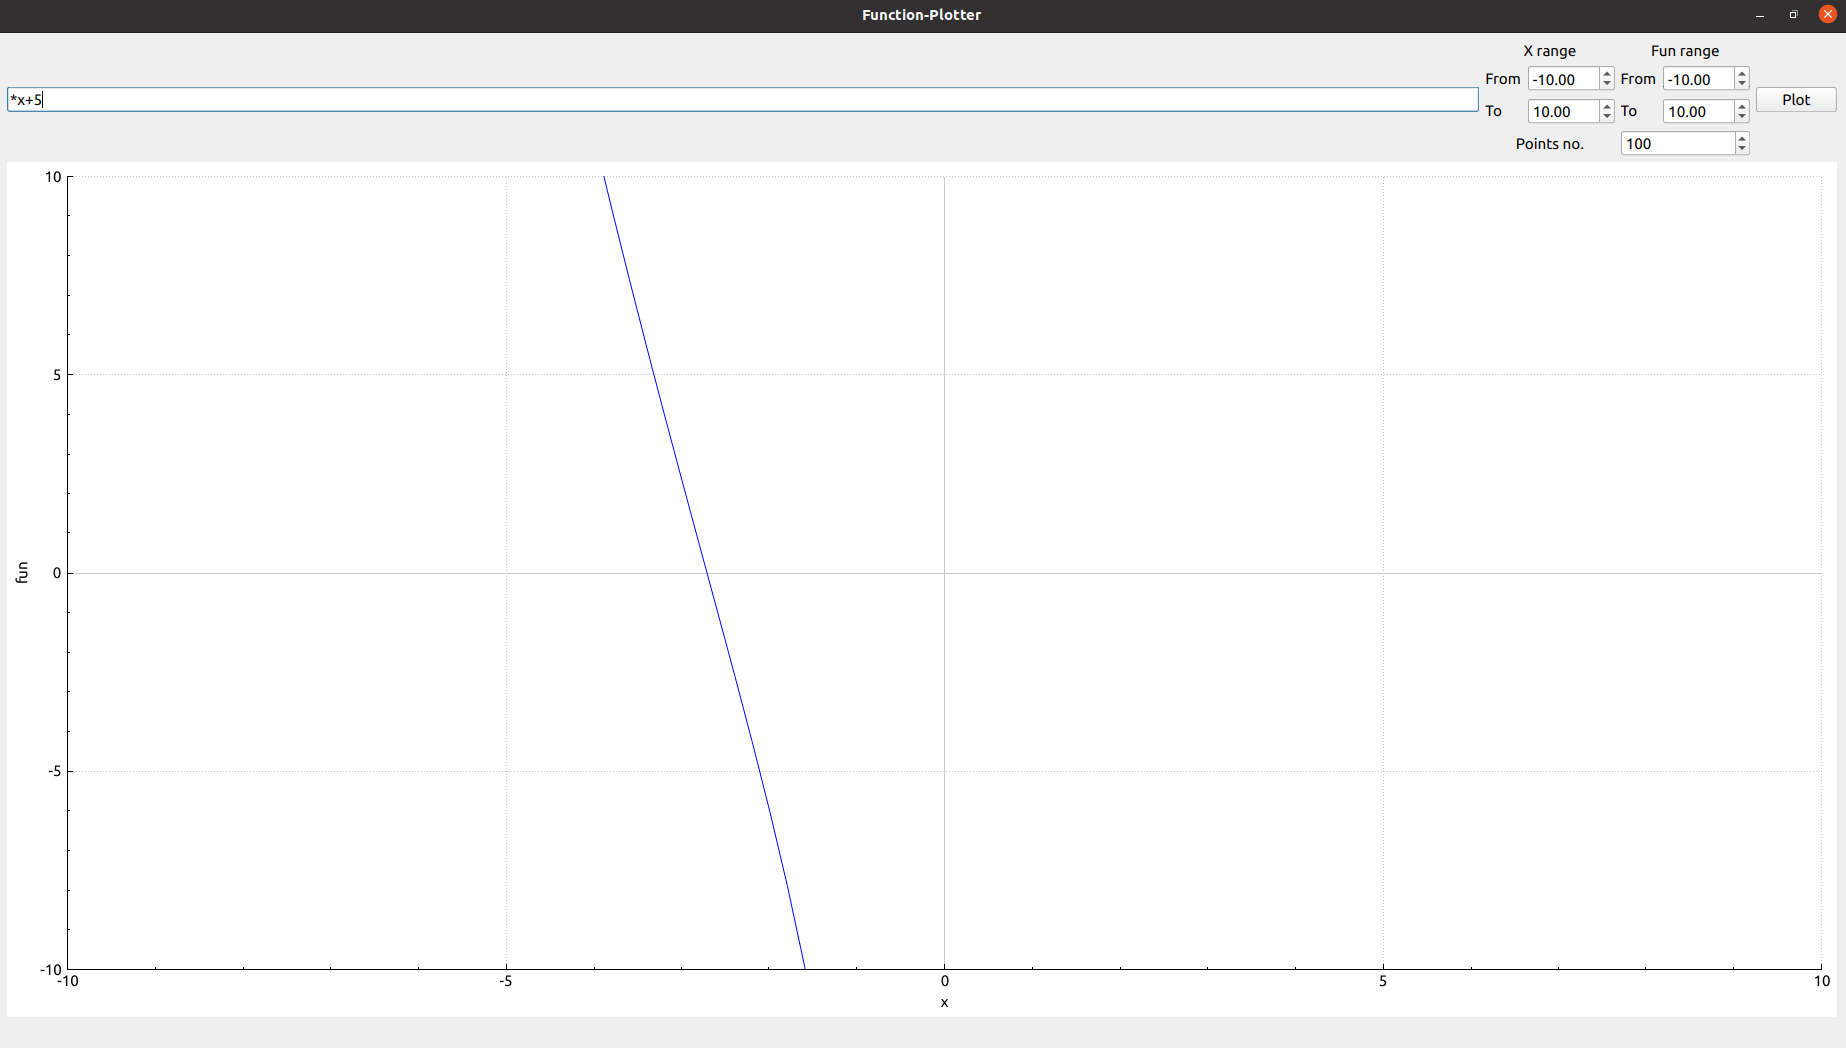 Function-Plotter
X range Fun range
From -10.00 From -10.00
*x+5
Plot
To 10.00 To 10.00
Points no. 100
10
5
0
-5
-10
fun
-10 -5 0 5 10
x